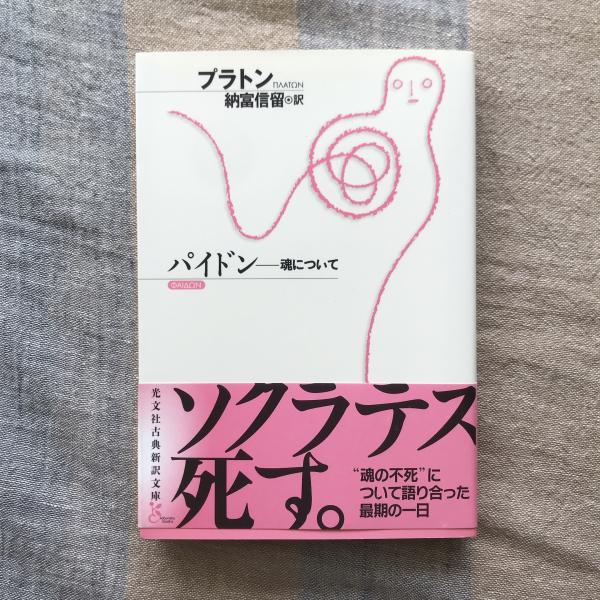 プラトン
ΠΛΑΤΩΝ
納富信留◎訳
パイドン──魂について
ΦΑΙΔΩΝ
ソクラテス
死す。
“魂の不死”に
ついて語り合った
最期の一日
光文社古典新訳文庫